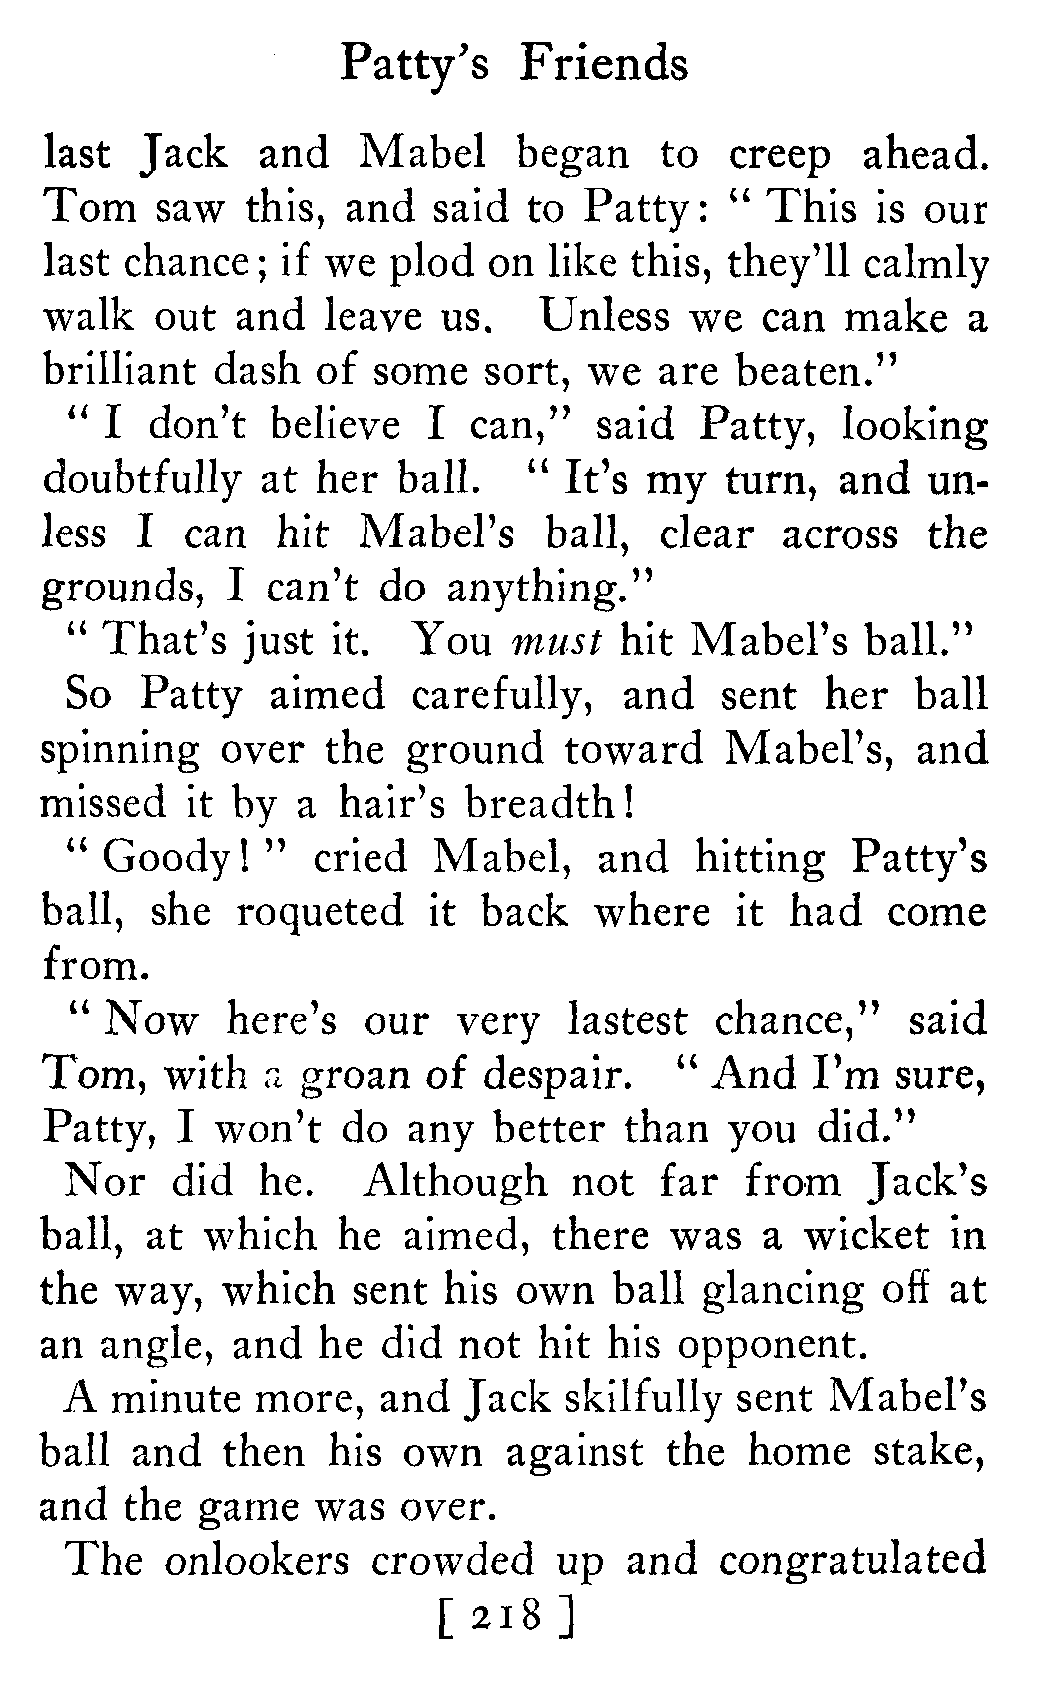 Patty's Friends
last Jack and Mabel began to creep ahead.
Tom saw this, and said to Patty: " This is our
last chance; if we plod on like this, they'll calmly
walk out and leave us. Unless we can make a
brilliant dash of some sort, we are beaten."
" I don't believe I can," said Patty, looking
doubtfully at her ball. " It's my turn, and un-
less I can hit Mabel's ball, clear across the
grounds, I can't do anything."
" That's just it. You must hit Mabel's ball."
So Patty aimed carefully, and sent her ball
spinning over the ground toward Mabel's, and
missed it by a hair's breadth!
" Goody! " cried Mabel, and hitting Patty's
ball, she roqueted it back where it had come
from.
" Now here's our very lastest chance," said
Tom, with a groan of despair. " And I'm sure,
Patty, I won't do any better than you did."
Nor did he. Although not far from Jack's
ball, at which he aimed, there was a wicket in
the way, which sent his own ball glancing off at
an angle, and he did not hit his opponent.
A minute more, and Jack skilfully sent Mabel's
ball and then his own against the home stake,
and the game was over.
The onlookers crowded up and congratulated
[ 218 ]